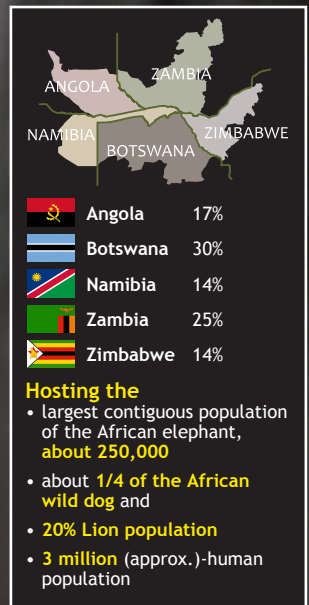 ZAMBIA
ANGOLA
NAMIBIA
ZIMBABWE
BOTSWANA
Angola 17%
Botswana 30%
Namibia 14%
Zambia 25%
Zimbabwe 14%
Hosting the
• largest contiguous population
of the African elephant,
about 250,000
• about 1/4 of the African
wild dog and
• 20% Lion population
• 3 million (approx.)-human
population